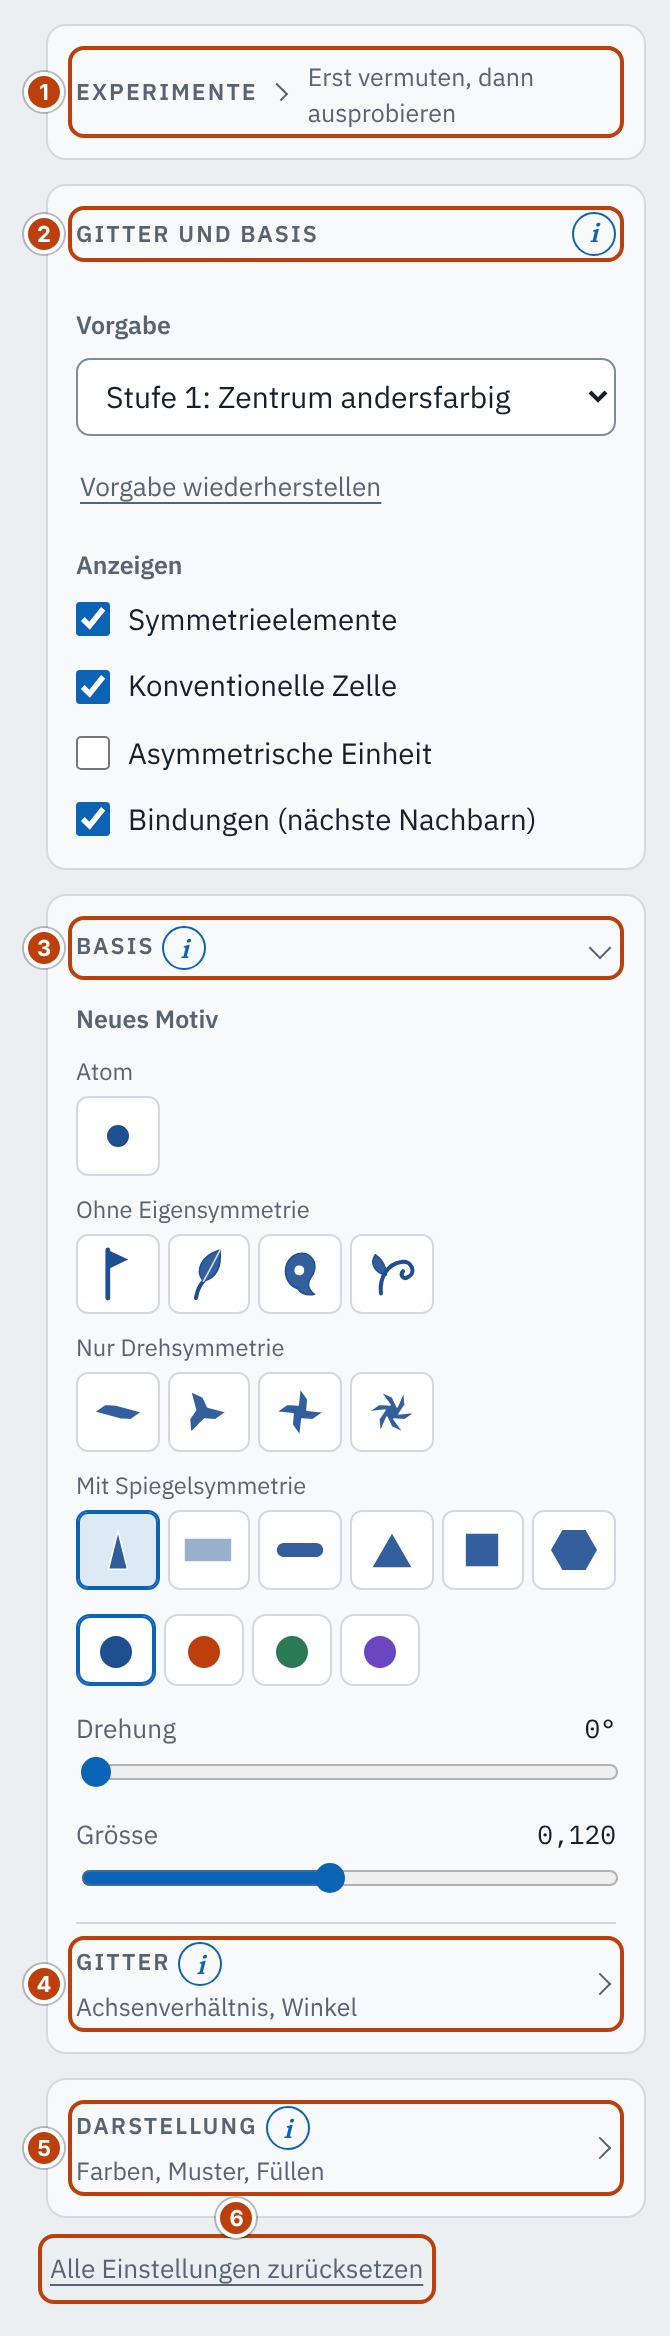 1
EXPERIMENTE
Erst vermuten, dann
ausprobieren
2
GITTER UND BASIS
i
Vorgabe
Stufe 1: Zentrum andersfarbig
Vorgabe wiederherstellen
Anzeigen
Symmetrieelemente
Konventionelle Zelle
Asymmetrische Einheit
Bindungen (nächste Nachbarn)
3
BASIS i
Neues Motiv
Atom
Ohne Eigensymmetrie
Nur Drehsymmetrie
Mit Spiegelsymmetrie
Drehung 0°
Grösse 0,120
4
GITTER i
Achsenverhältnis, Winkel
5
DARSTELLUNG i
Farben, Muster, Füllen
6
Alle Einstellungen zurücksetzen